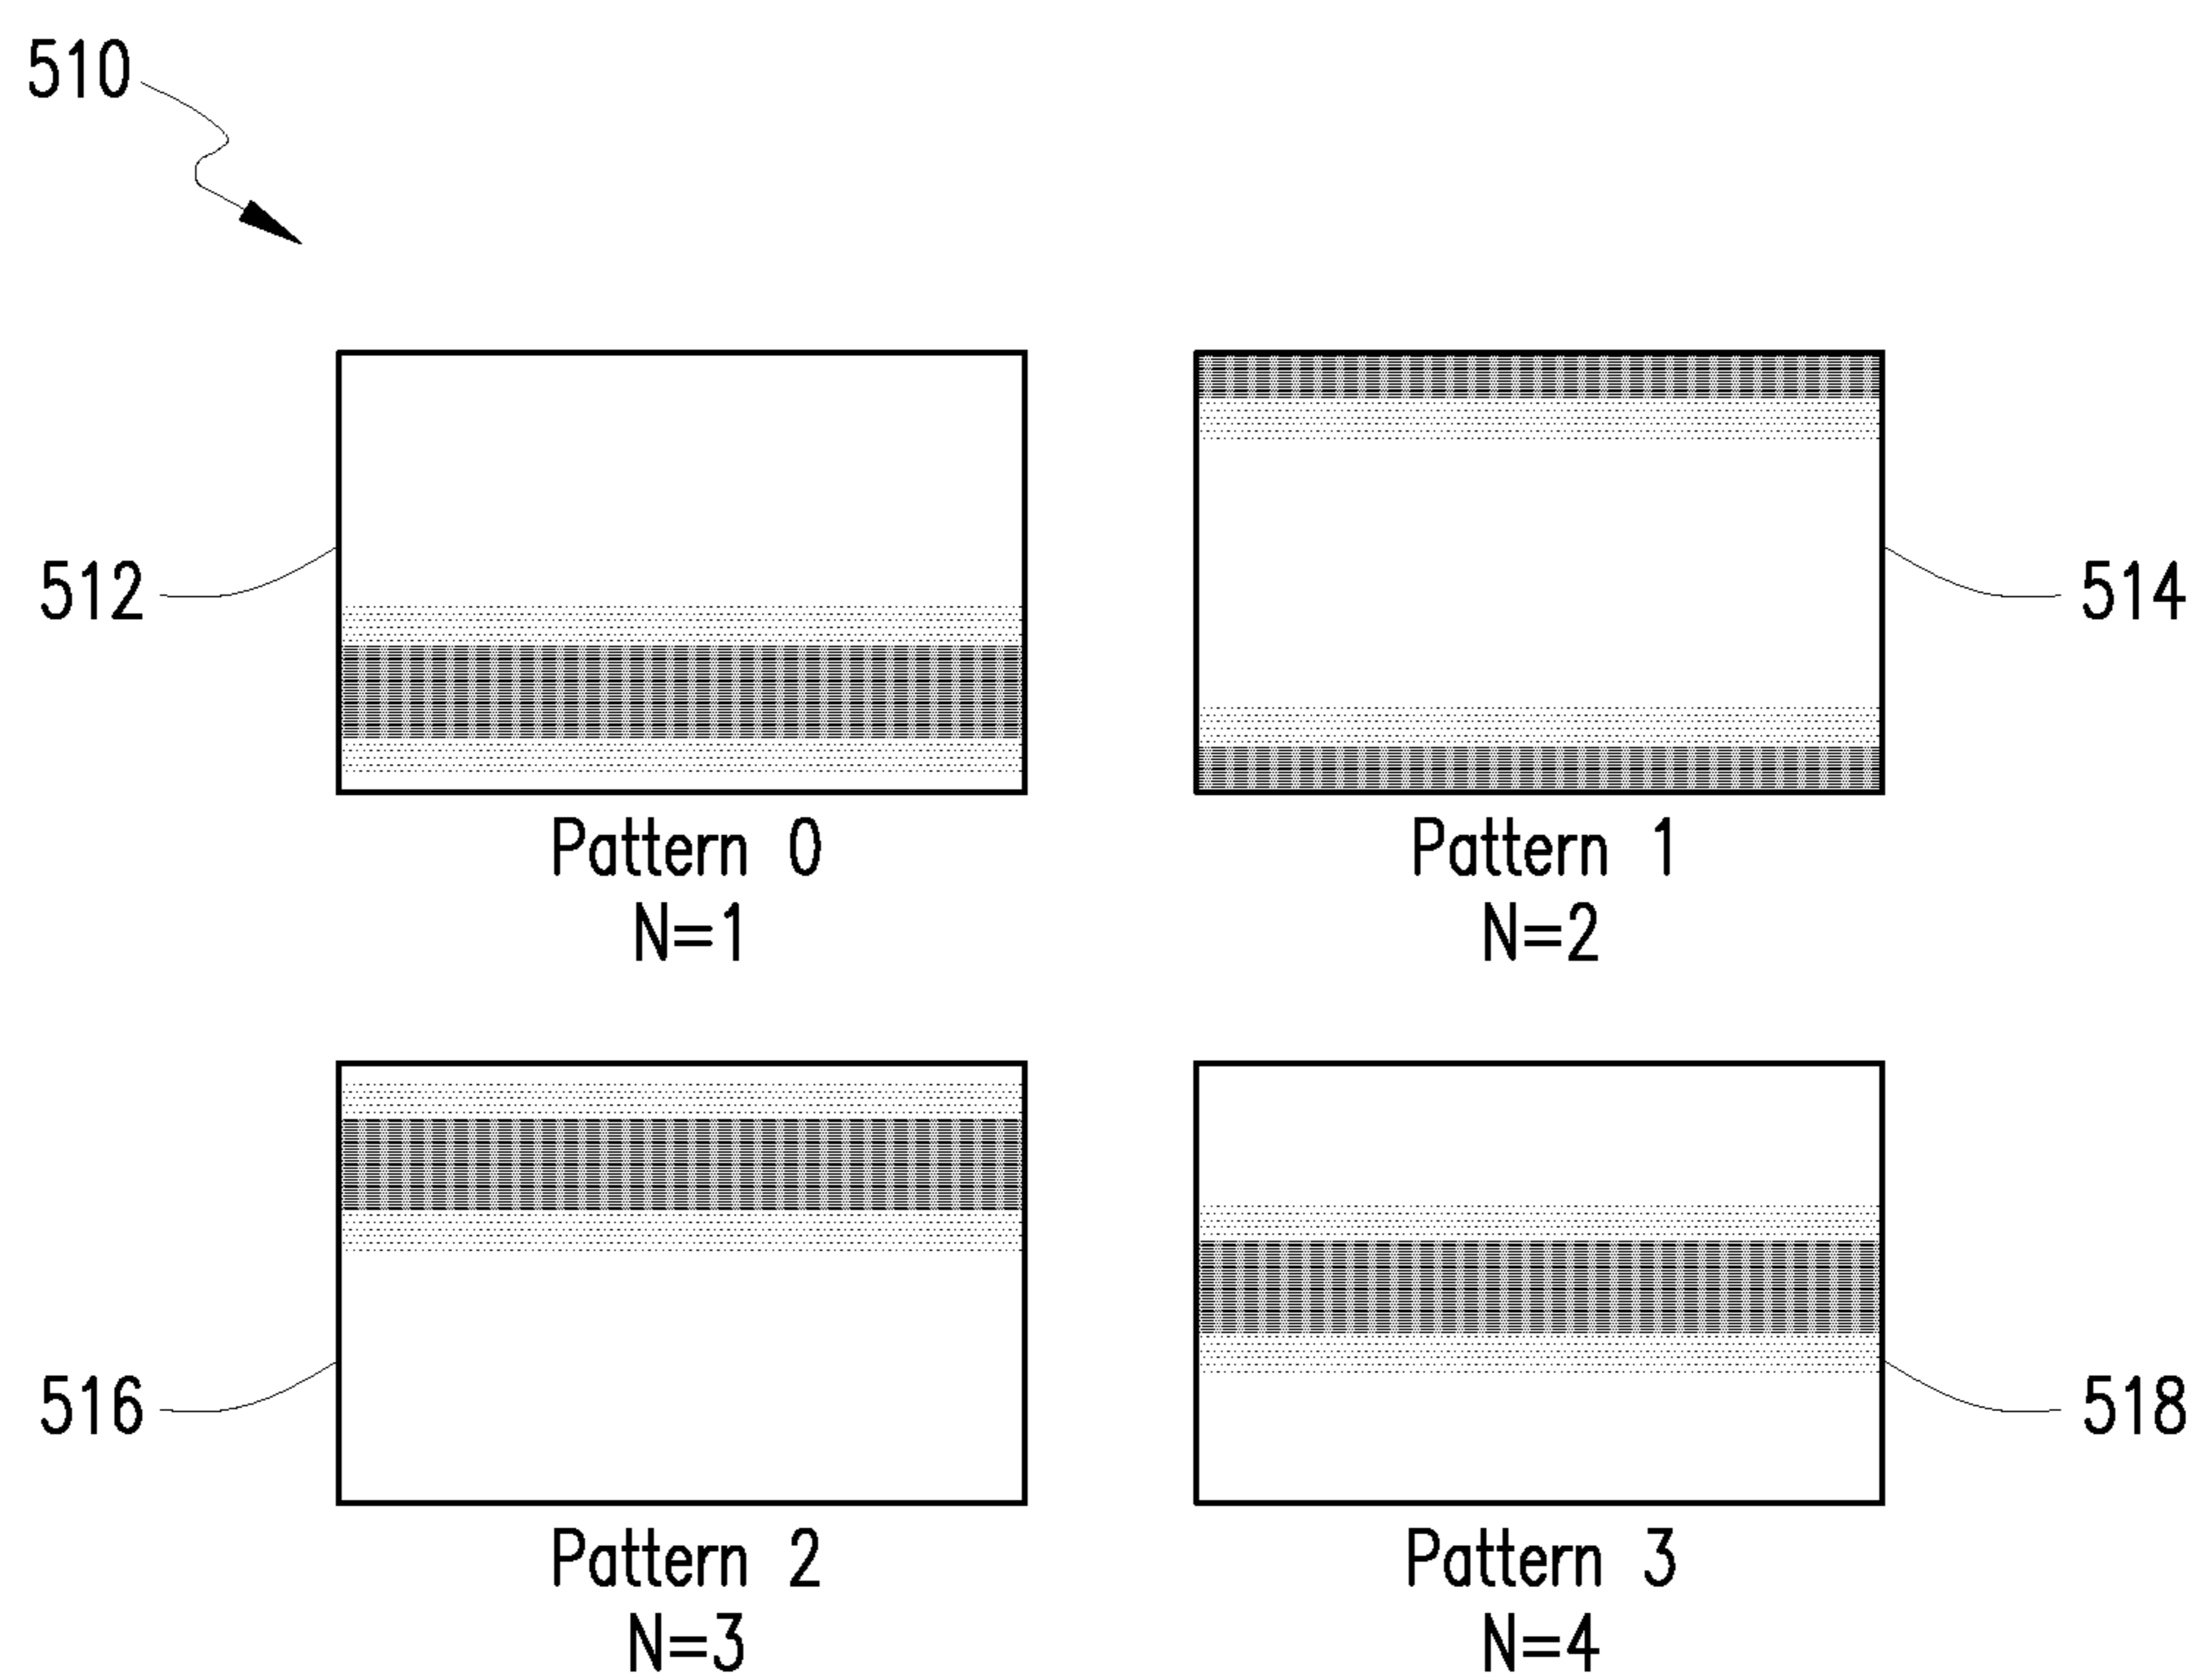 510
512
514
Pattern 0
N=1
Pattern 1
N=2
516
518
Pattern 2
N=3
Pattern 3
N=4